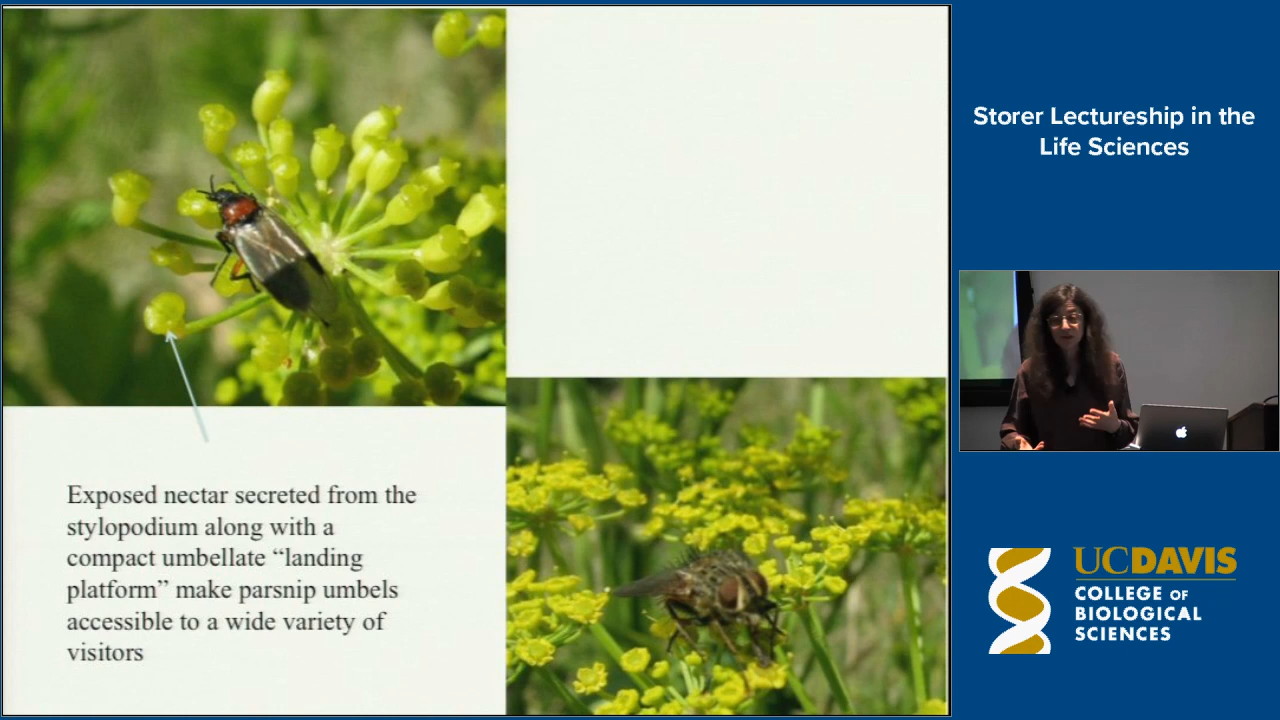 Exposed nectar secreted from the
stylopodium along with a
compact umbellate “landing
platform” make parsnip umbels
accessible to a wide variety of
visitors
Storer Lectureship in the
Life Sciences
UCDAVIS
COLLEGE OF
BIOLOGICAL
SCIENCES